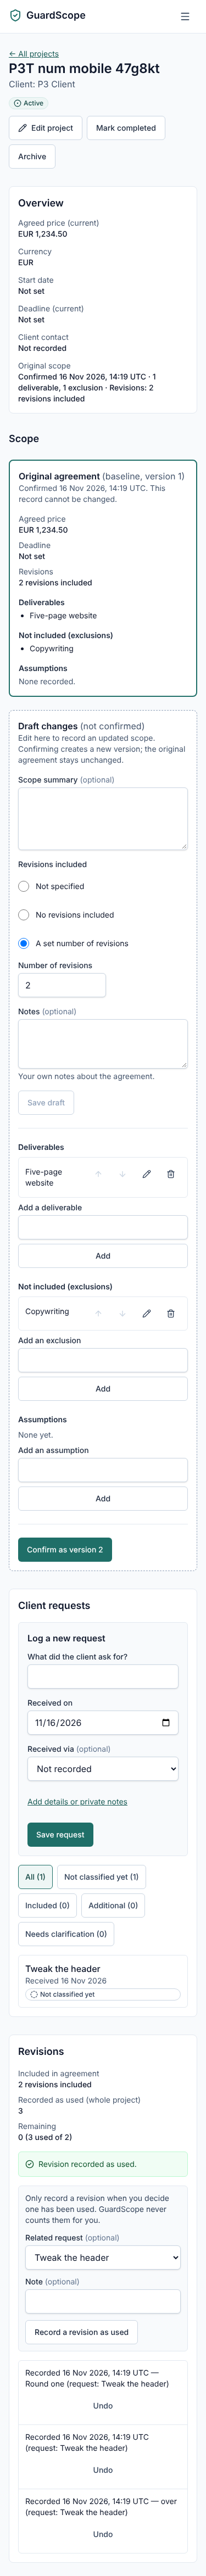 GuardScope
← All projects
P3T num mobile 47g8kt
Client: P3 Client
Active
Edit project
Mark completed
Archive
Overview
Agreed price (current)
EUR 1,234.50
Currency
EUR
Start date
Not set
Deadline (current)
Not set
Client contact
Not recorded
Original scope
Confirmed 16 Nov 2026, 14:19 UTC · 1
deliverable, 1 exclusion · Revisions: 2
revisions included
Scope
Original agreement (baseline, version 1)
Confirmed 16 Nov 2026, 14:19 UTC. This
record cannot be changed.
Agreed price
EUR 1,234.50
Deadline
Not set
Revisions
2 revisions included
Deliverables
• Five-page website
Not included (exclusions)
• Copywriting
Assumptions
None recorded.
Draft changes (not confirmed)
Edit here to record an updated scope.
Confirming creates a new version; the original
agreement stays unchanged.
Scope summary (optional)
Revisions included
Not specified
No revisions included
A set number of revisions
Number of revisions
2
Notes (optional)
Your own notes about the agreement.
Save draft
Deliverables
Five-page
website
Add a deliverable
Add
Not included (exclusions)
Copywriting
Add an exclusion
Add
Assumptions
None yet.
Add an assumption
Add
Confirm as version 2
Client requests
Log a new request
What did the client ask for?
Received on
11/16/2026
Received via (optional)
Not recorded
Add details or private notes
Save request
All (1)
Not classified yet (1)
Included (0)
Additional (0)
Needs clarification (0)
Tweak the header
Received 16 Nov 2026
Not classified yet
Revisions
Included in agreement
2 revisions included
Recorded as used (whole project)
3
Remaining
0 (3 used of 2)
Revision recorded as used.
Only record a revision when you decide
one has been used. GuardScope never
counts them for you.
Related request (optional)
Tweak the header
Note (optional)
Record a revision as used
Recorded 16 Nov 2026, 14:19 UTC —
Round one (request: Tweak the header)
Undo
Recorded 16 Nov 2026, 14:19 UTC
(request: Tweak the header)
Undo
Recorded 16 Nov 2026, 14:19 UTC — over
(request: Tweak the header)
Undo